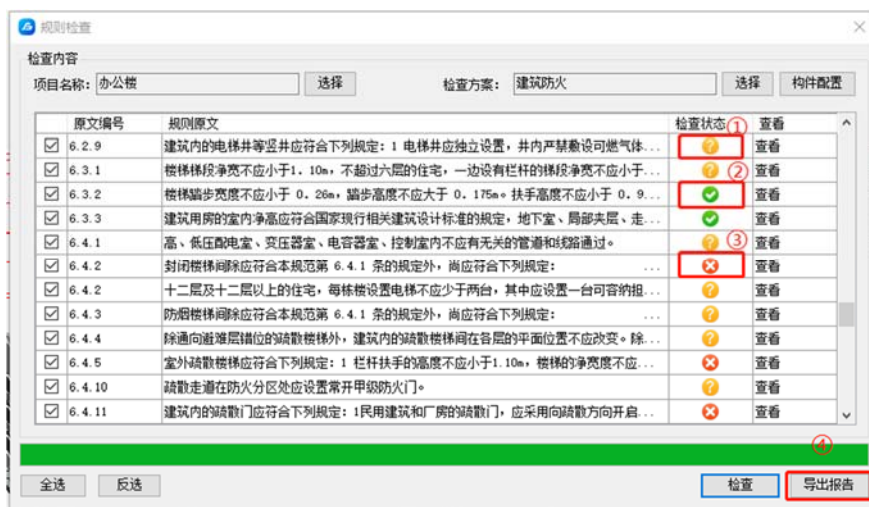 规则检查
检查内容
项目名称： 办公楼 选择 检查方案： 建筑防火 选择 构件配置
原文编号 规则原文 检查状态 ① 查看
6.2.9 建筑内的电梯井等竖井应符合下列规定：1 电梯井应独立设置，井内严禁敷设可燃气体... 查看
6.3.1 楼梯梯段净宽不应小于1.10m，不超过六层的住宅，一边设有栏杆的梯段净宽不应小于... ② 查看
6.3.2 楼梯踏步宽度不应小于 0.26m，踏步高度不应大于 0.175m。扶手高度不应小于 0.9... 查看
6.3.3 建筑用房的室内净高应符合国家现行相关建筑设计标准的规定，地下室、局部夹层、走... 查看
6.4.1 高、低压配电室、变压器室、电容器室、控制室内不应有无关的管道和线路通过。 ③ 查看
6.4.2 封闭楼梯间除应符合本规范第 6.4.1 条的规定外，尚应符合下列规定： ... 查看
6.4.2 十二层及十二层以上的住宅，每栋楼设置电梯不应少于两台，其中应设置一台可容纳担... 查看
6.4.3 防烟楼梯间除应符合本规范第 6.4.1 条的规定外，尚应符合下列规定： ... 查看
6.4.4 除通向避难层错位的疏散楼梯外，建筑内的疏散楼梯间在各层的平面位置不应改变。除... 查看
6.4.5 室外疏散楼梯应符合下列规定：1 栏杆扶手的高度不应小于1.10m，楼梯的净宽度不应... 查看
6.4.10 疏散走道在防火分区处应设置常开甲级防火门。 查看
6.4.11 建筑内的疏散门应符合下列规定：1民用建筑和厂房的疏散门，应采用向疏散方向开启... 查看
④
全选 反选 检查 导出报告